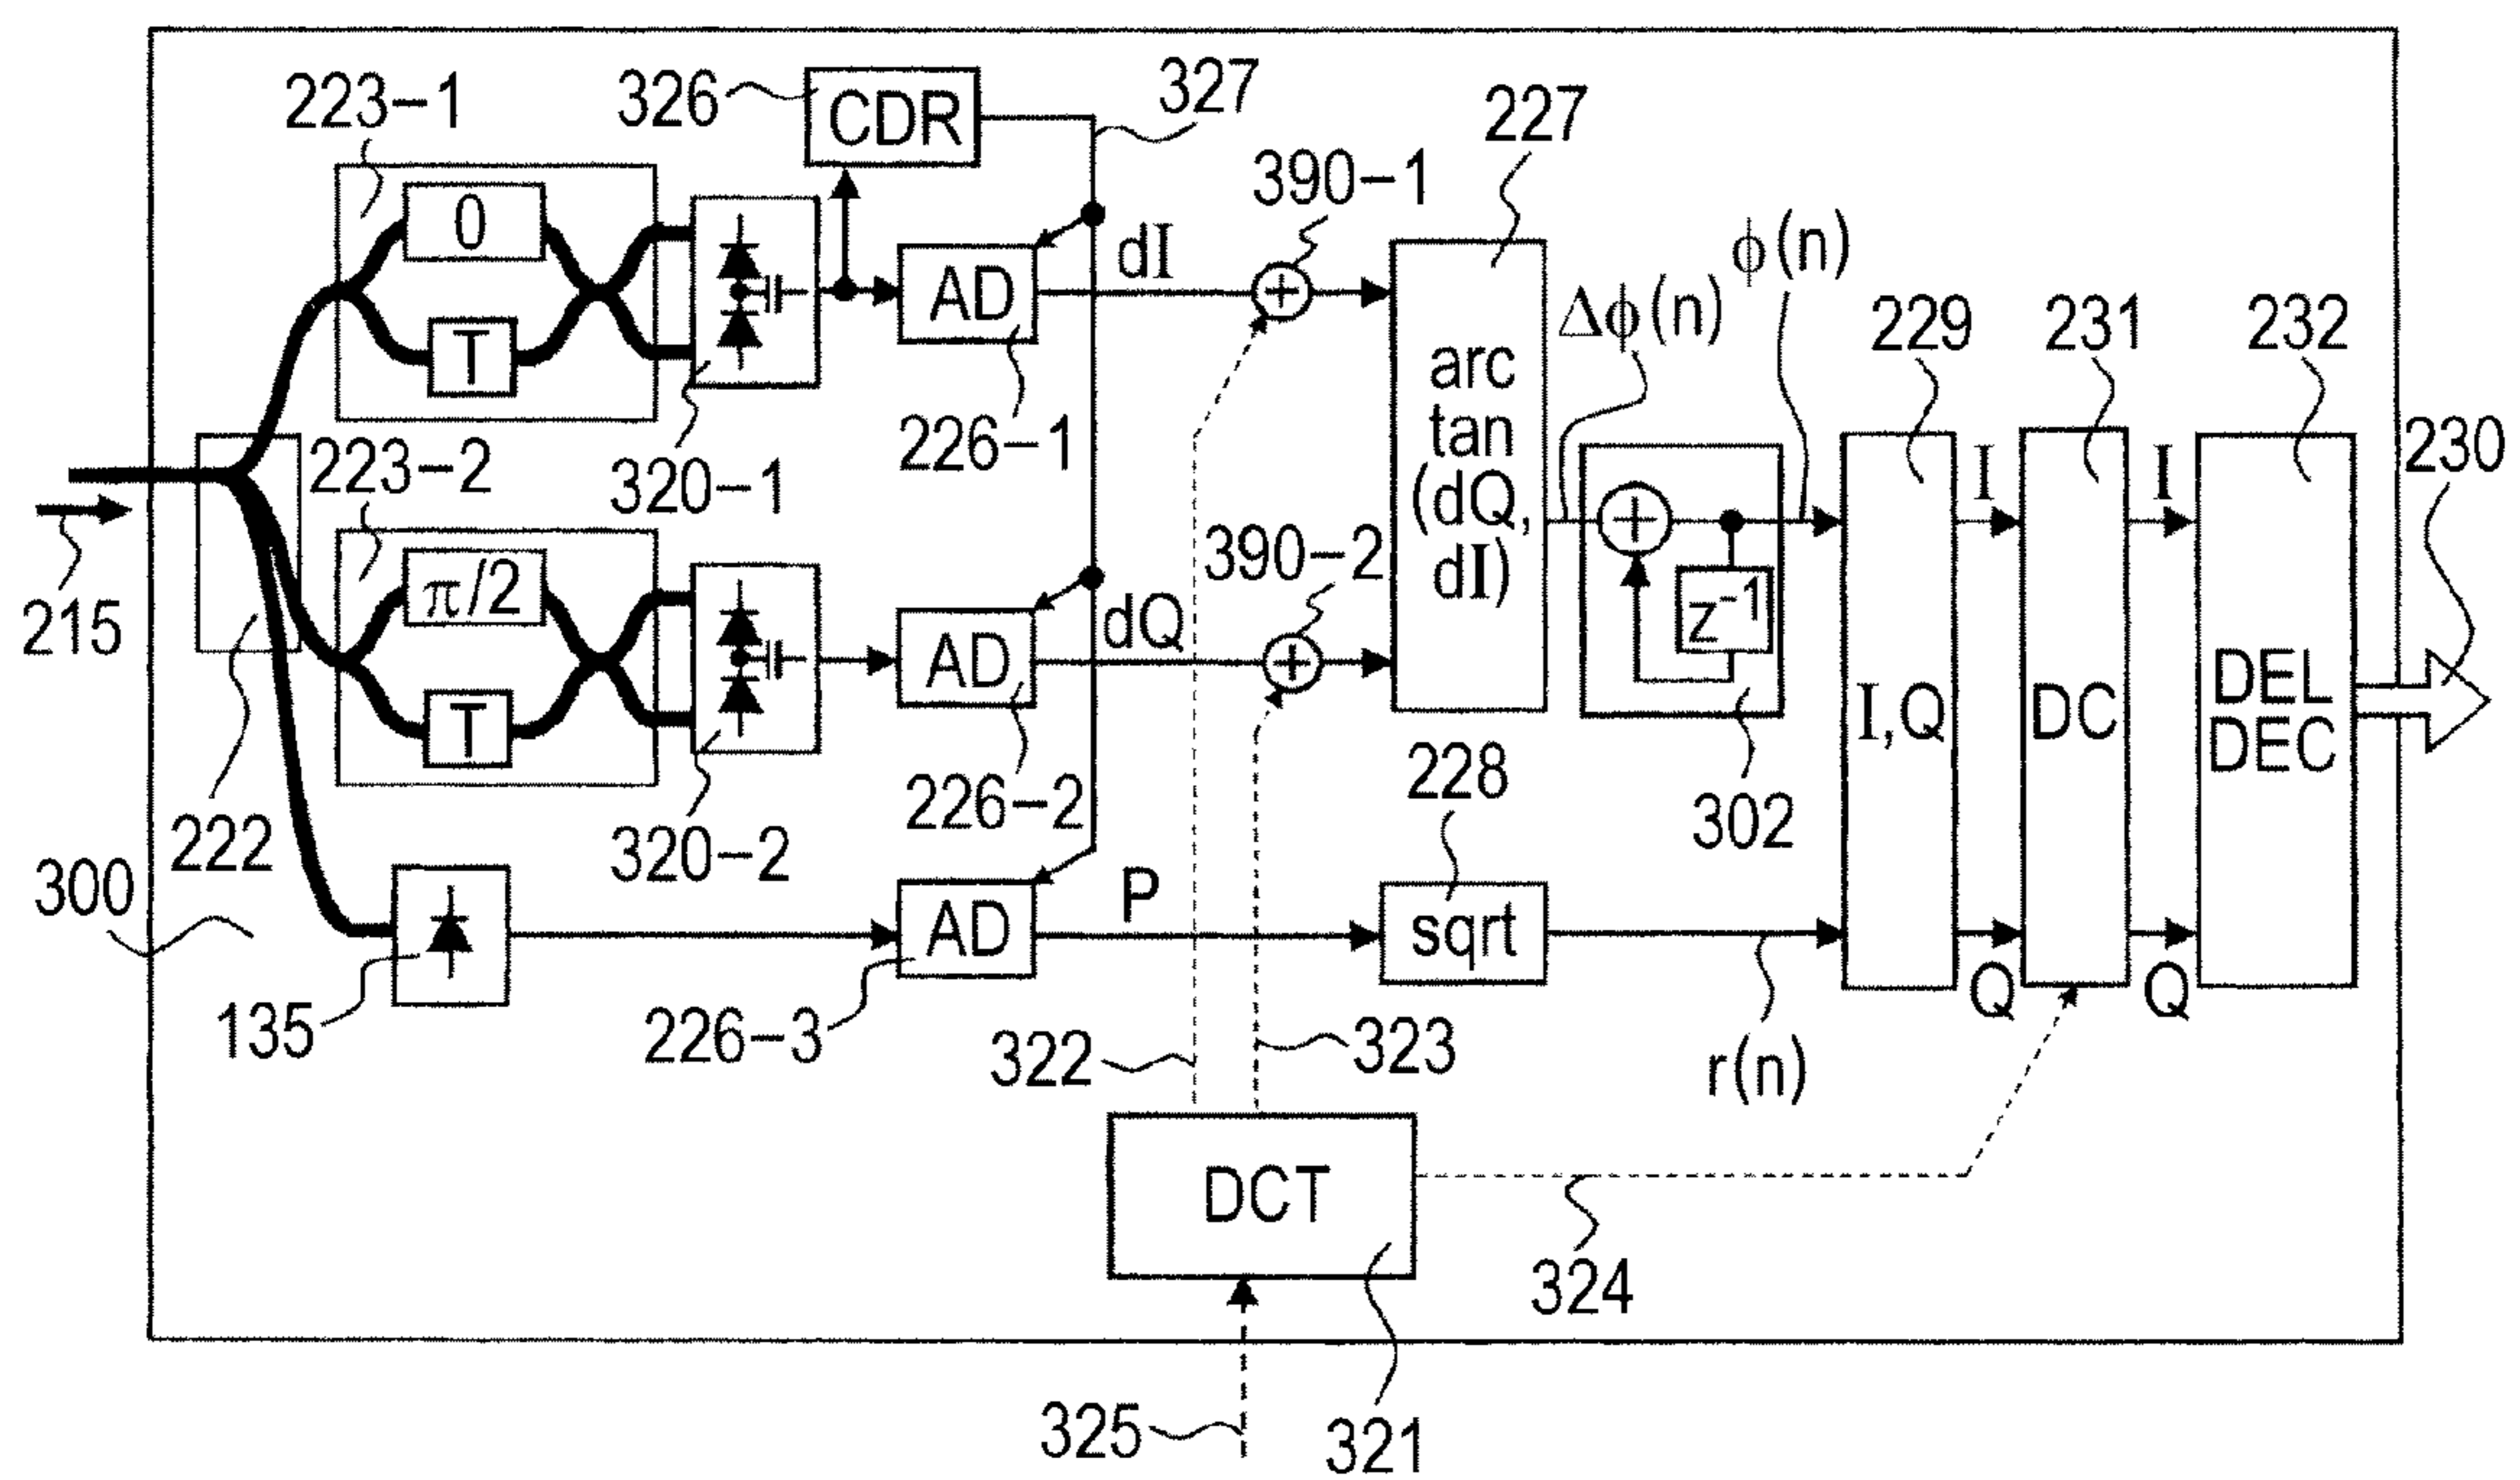 223-1
326
CDR
327
227
0
T
AD
dI
390-1
Δϕ(n)
ϕ(n)
229
231
232
arc
tan
(dQ,
dI)
226-1
320-1
223-2
215
222
π/2
T
AD
dQ
390-2
z⁻¹
I
I
230
I,Q
DC
DEL
DEC
226-2
320-2
228
302
300
135
AD
P
sqrt
Q
Q
226-3
322
323
r(n)
DCT
324
325
321